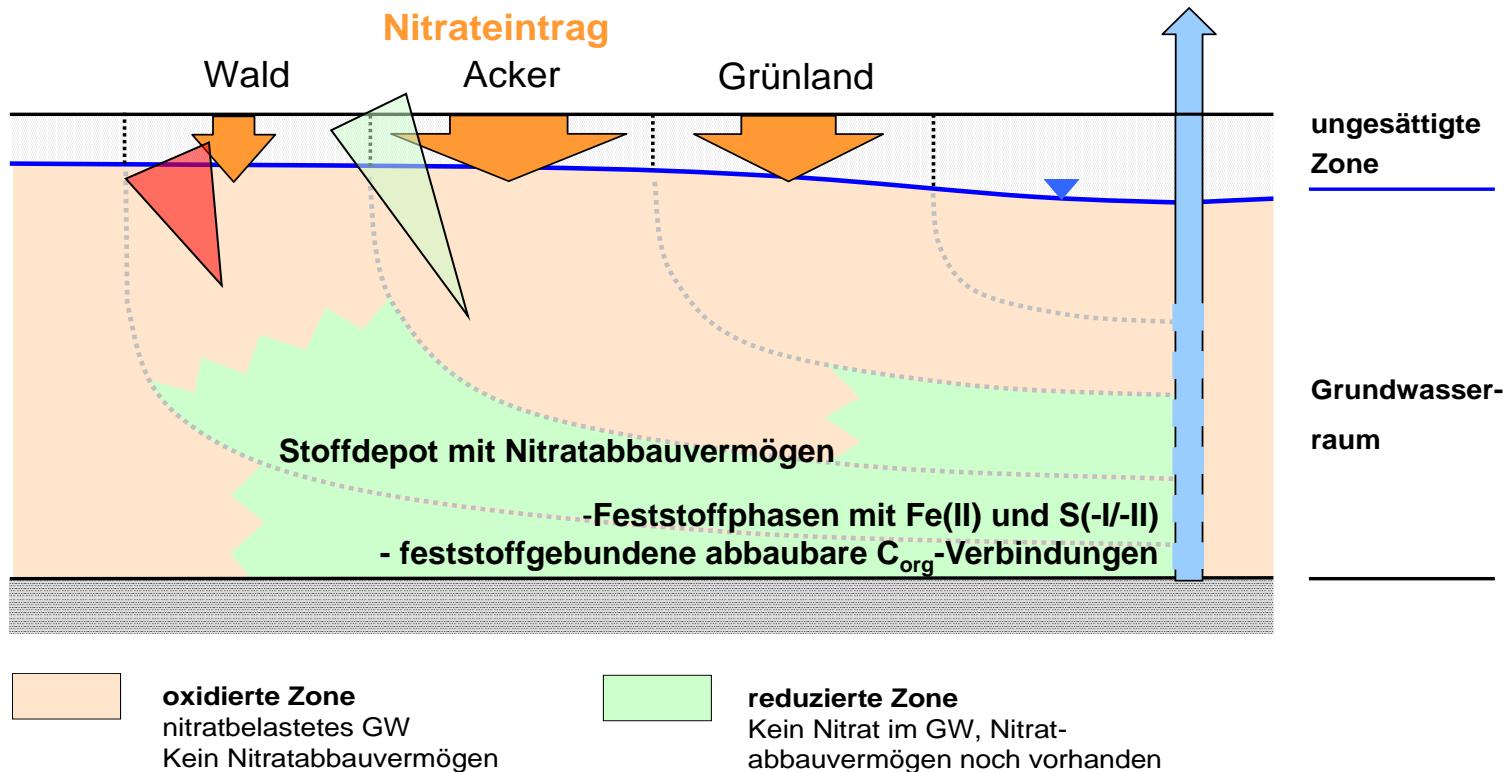 Nitrateintrag
Wald Acker Grünland
ungesättigte
Zone
Grundwasser-
raum
Stoffdepot mit Nitratabbauvermögen
-Feststoffphasen mit Fe(II) und S(-I/-II)
- feststoffgebundene abbaubare Corg-Verbindungen
oxidierte Zone
nitratbelastetes GW
Kein Nitratabbauvermögen
reduzierte Zone
Kein Nitrat im GW, Nitrat-
abbauvermögen noch vorhanden